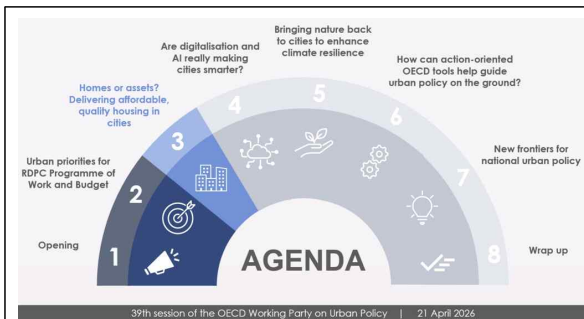 Opening
1
Urban priorities for
RDPC Programme of
Work and Budget
2
Homes or assets?
Delivering affordable,
quality housing in
cities
3
Are digitalisation and
AI really making
cities smarter?
4
Bringing nature back
to cities to enhance
climate resilience
5
How can action-oriented
OECD tools help guide
urban policy on the ground?
6
New frontiers for
national urban policy
7
Wrap up
8
AGENDA
39th session of the OECD Working Party on Urban Policy | 21 April 2026